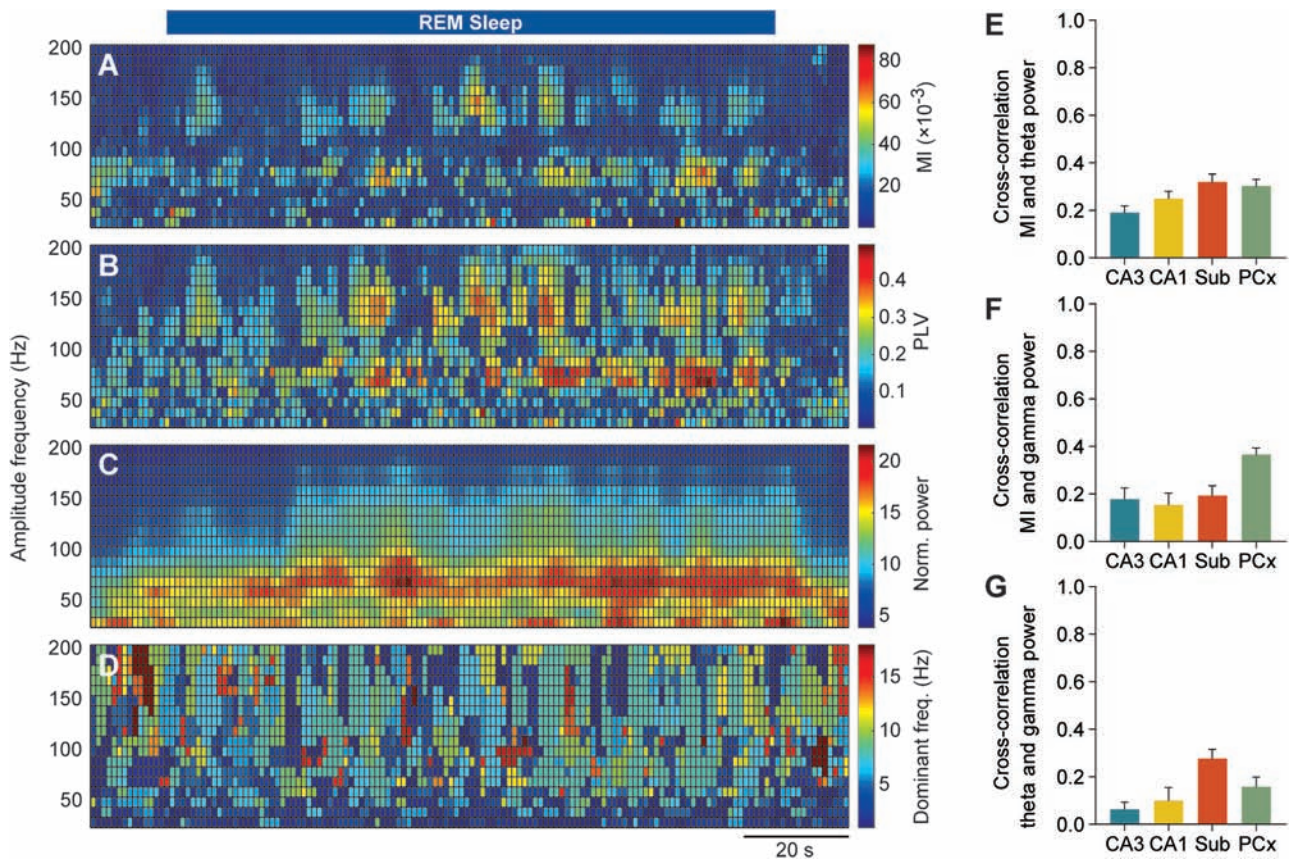 REM Sleep
A
200
150
100
50
80
60
40
20
MI (×10⁻³)
B
200
150
100
50
0.4
0.3
0.2
0.1
PLV
Amplitude frequency (Hz)
C
200
150
100
50
20
15
10
5
Norm. power
D
200
150
100
50
15
10
5
Dominant freq. (Hz)
20 s
E
Cross-correlation
MI and theta power
1.0
0.8
0.6
0.4
0.2
0.0
CA3 CA1 Sub PCx
F
Cross-correlation
MI and gamma power
1.0
0.8
0.6
0.4
0.2
0.0
CA3 CA1 Sub PCx
G
Cross-correlation
theta and gamma power
1.0
0.8
0.6
0.4
0.2
0.0
CA3 CA1 Sub PCx